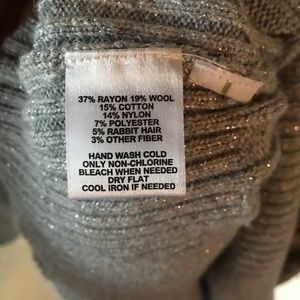 37% RAYON 19% WOOL
15% COTTON
14% NYLON
7% POLYESTER
5% RABBIT HAIR
3% OTHER FIBER
HAND WASH COLD
ONLY NON-CHLORINE
BLEACH WHEN NEEDED
DRY FLAT
COOL IRON IF NEEDED